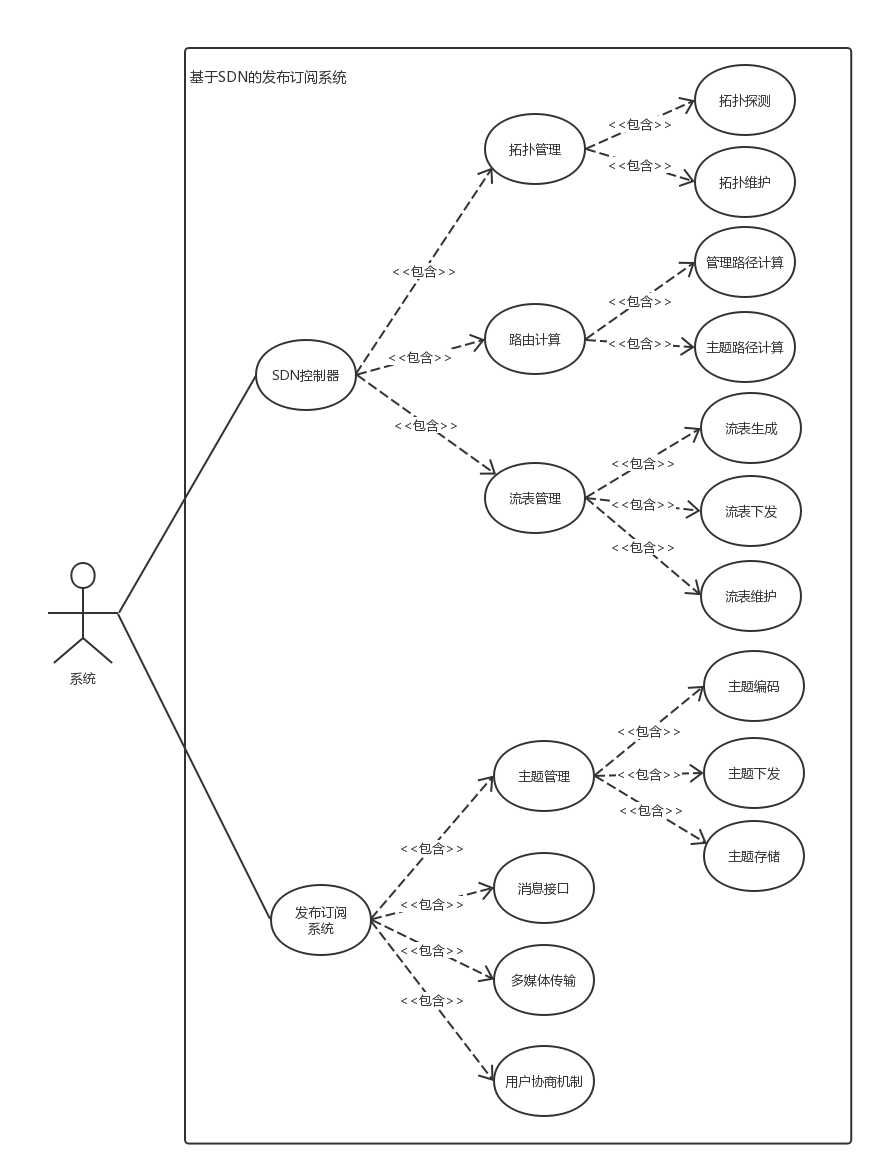 基于SDN的发布订阅系统
拓扑探测
<<包含>>
拓扑管理
<<包含>>
拓扑维护
管理路径计算
<<包含>>
<<包含>>
路由计算
<<包含>>
主题路径计算
<<包含>>
SDN控制器
<<包含>>
流表生成
<<包含>>
流表管理
<<包含>>
流表下发
<<包含>>
流表维护
系统
主题编码
<<包含>>
主题管理
<<包含>>
主题下发
<<包含>>
主题存储
<<包含>>
消息接口
<<包含>>
发布订阅
系统
<<包含>>
多媒体传输
<<包含>>
用户协商机制